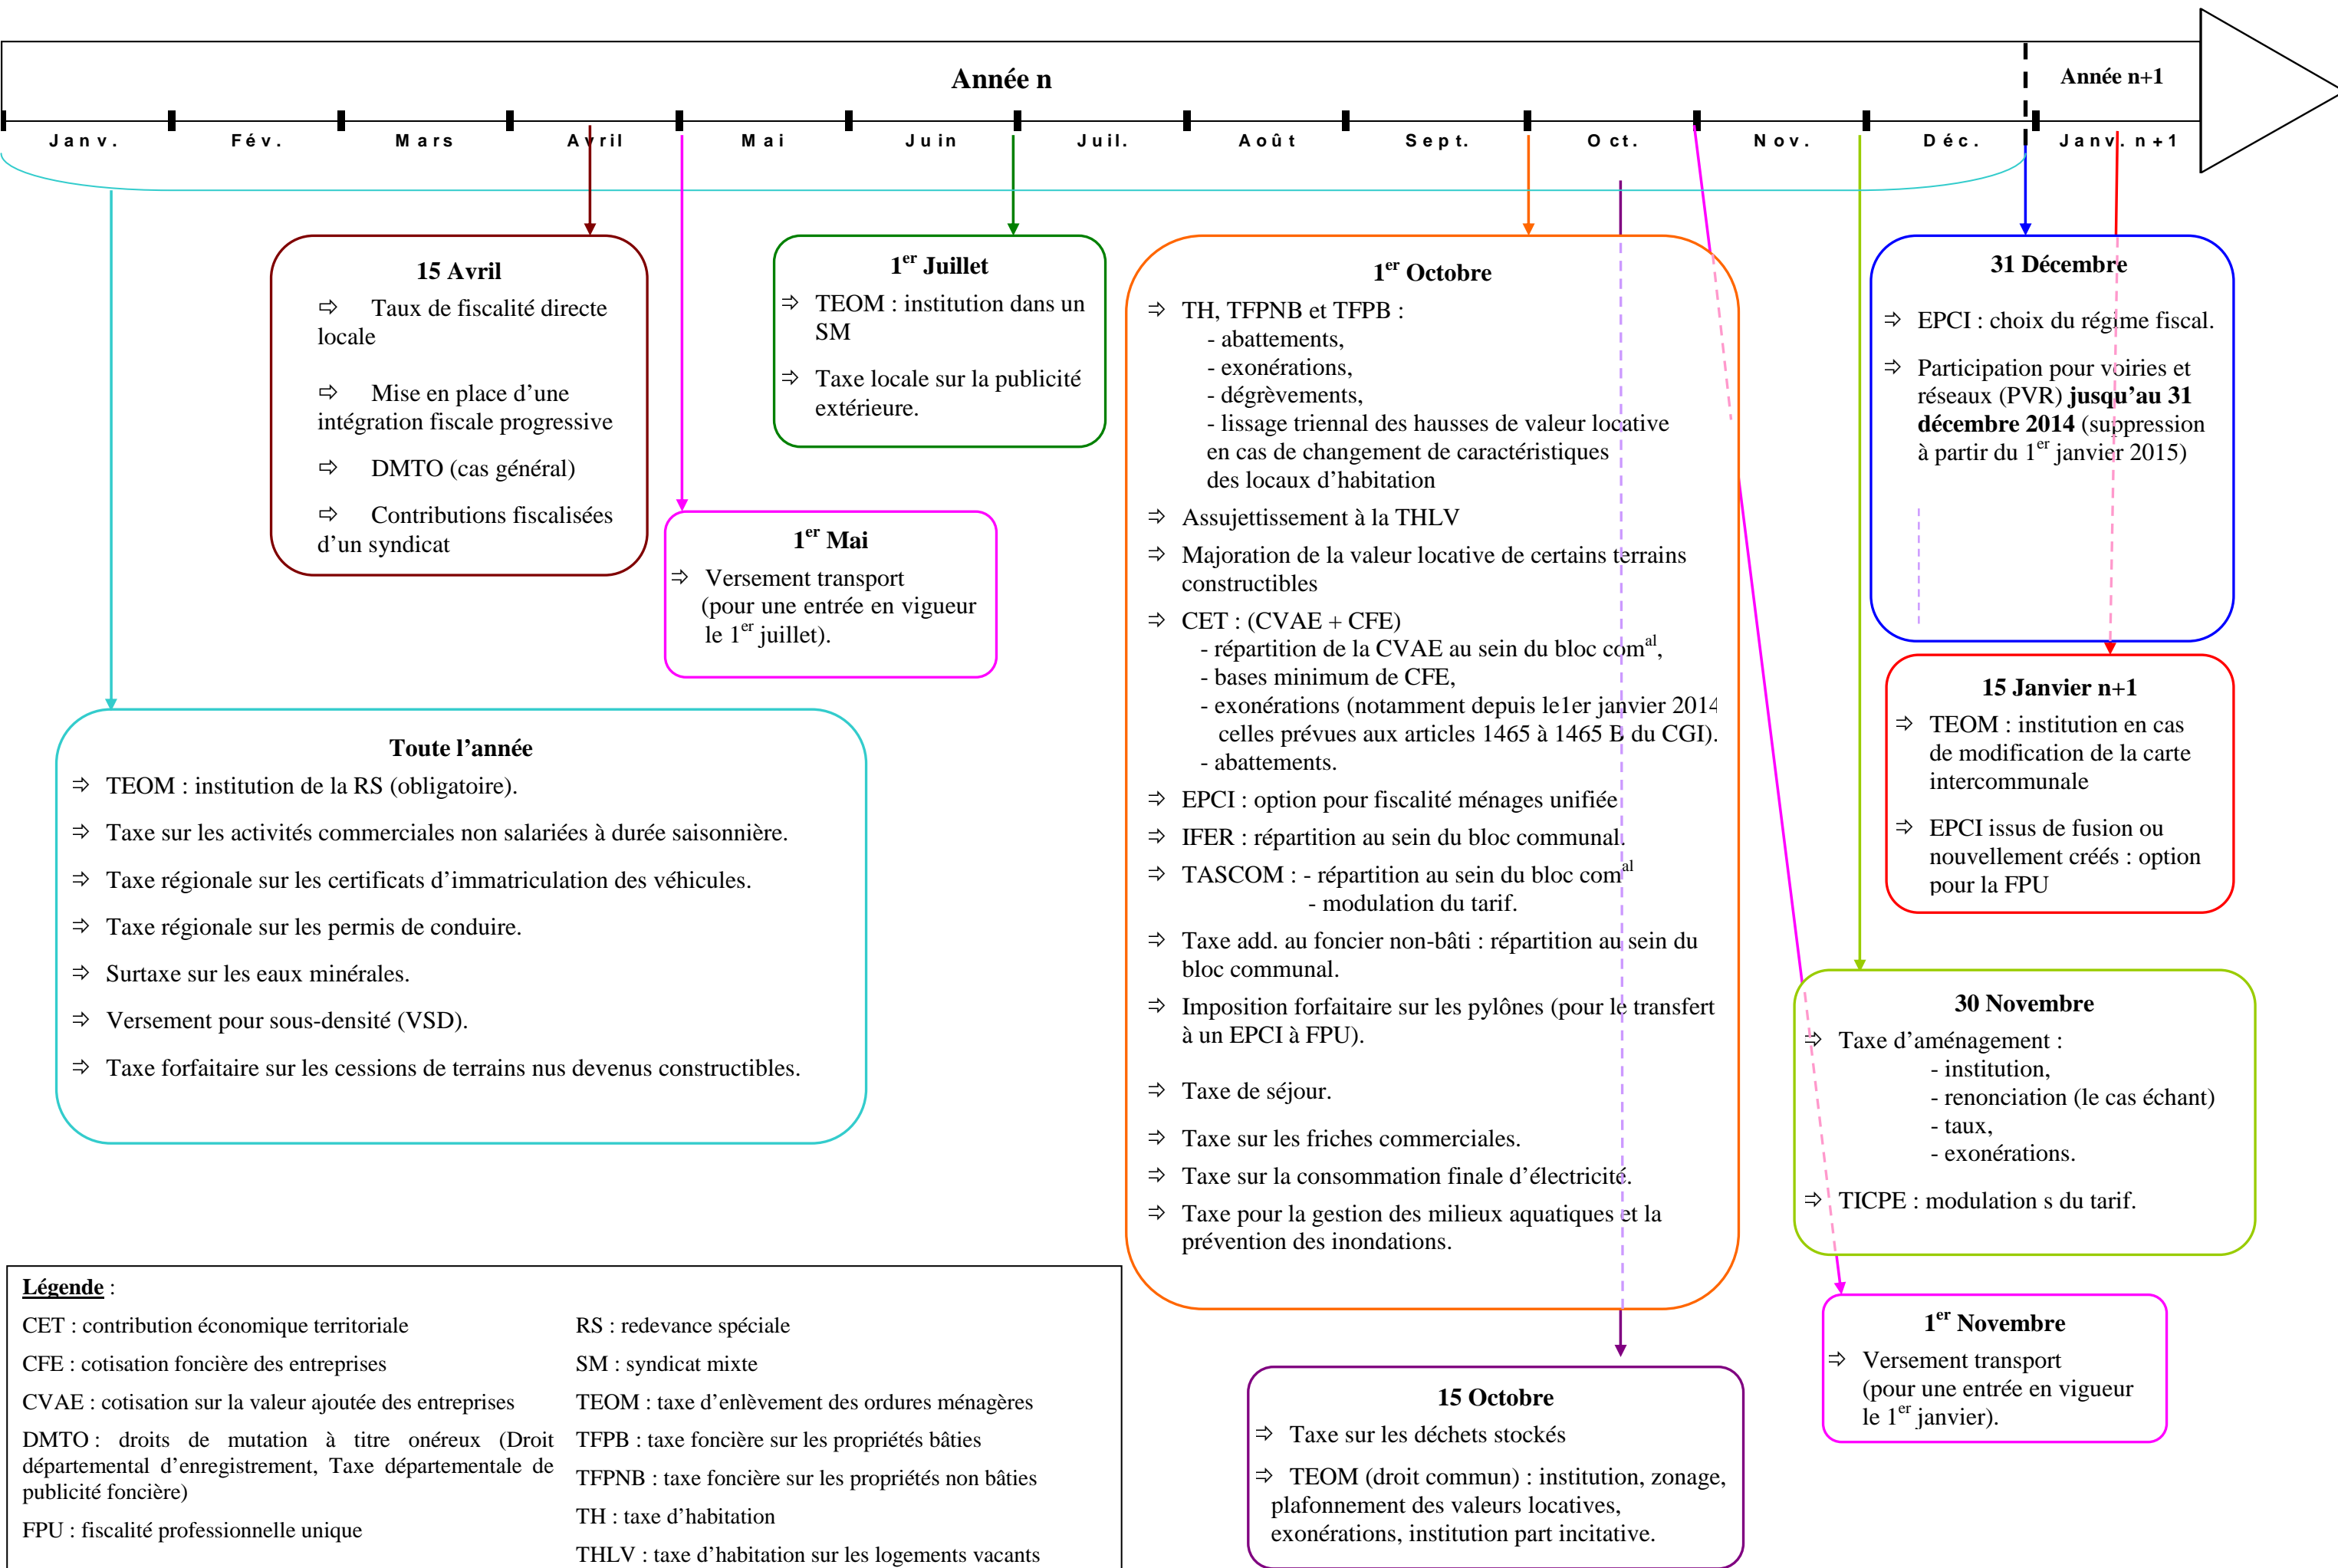 Année n
Année n+1
Janv.
Fév.
Mars
Avril
Mai
Juin
Juil.
Août
Sept.
Oct.
Nov.
Déc.
Janv. n+1
15 Avril
⇨ Taux de fiscalité directe
locale
⇨ Mise en place d’une
intégration fiscale progressive
⇨ DMTO (cas général)
⇨ Contributions fiscalisées
d’un syndicat
1er Mai
⇨ Versement transport
(pour une entrée en vigueur
le 1er juillet).
1er Juillet
⇨ TEOM : institution dans un
SM
⇨ Taxe locale sur la publicité
extérieure.
1er Octobre
⇨ TH, TFPNB et TFPB :
- abattements,
- exonérations,
- dégrèvements,
- lissage triennal des hausses de valeur locative
en cas de changement de caractéristiques
des locaux d’habitation
⇨ Assujettissement à la THLV
⇨ Majoration de la valeur locative de certains terrains
constructibles
⇨ CET : (CVAE + CFE)
- répartition de la CVAE au sein du bloc comal,
- bases minimum de CFE,
- exonérations (notamment depuis le1er janvier 2014
celles prévues aux articles 1465 à 1465 B du CGI).
- abattements.
⇨ EPCI : option pour fiscalité ménages unifiée
⇨ IFER : répartition au sein du bloc communal.
⇨ TASCOM : - répartition au sein du bloc comal
- modulation du tarif.
⇨ Taxe add. au foncier non-bâti : répartition au sein du
bloc communal.
⇨ Imposition forfaitaire sur les pylônes (pour le transfert
à un EPCI à FPU).
⇨ Taxe de séjour.
⇨ Taxe sur les friches commerciales.
⇨ Taxe sur la consommation finale d’électricité.
⇨ Taxe pour la gestion des milieux aquatiques et la
prévention des inondations.
31 Décembre
⇨ EPCI : choix du régime fiscal.
⇨ Participation pour voiries et
réseaux (PVR) jusqu’au 31
décembre 2014 (suppression
à partir du 1er janvier 2015)
15 Janvier n+1
⇨ TEOM : institution en cas
de modification de la carte
intercommunale
⇨ EPCI issus de fusion ou
nouvellement créés : option
pour la FPU
Toute l’année
⇨ TEOM : institution de la RS (obligatoire).
⇨ Taxe sur les activités commerciales non salariées à durée saisonnière.
⇨ Taxe régionale sur les certificats d’immatriculation des véhicules.
⇨ Taxe régionale sur les permis de conduire.
⇨ Surtaxe sur les eaux minérales.
⇨ Versement pour sous-densité (VSD).
⇨ Taxe forfaitaire sur les cessions de terrains nus devenus constructibles.
30 Novembre
⇨ Taxe d’aménagement :
- institution,
- renonciation (le cas échant)
- taux,
- exonérations.
⇨ TICPE : modulation s du tarif.
1er Novembre
⇨ Versement transport
(pour une entrée en vigueur
le 1er janvier).
15 Octobre
⇨ Taxe sur les déchets stockés
⇨ TEOM (droit commun) : institution, zonage,
plafonnement des valeurs locatives,
exonérations, institution part incitative.
Légende :
CET : contribution économique territoriale
CFE : cotisation foncière des entreprises
CVAE : cotisation sur la valeur ajoutée des entreprises
DMTO : droits de mutation à titre onéreux (Droit
départemental d’enregistrement, Taxe départementale de
publicité foncière)
FPU : fiscalité professionnelle unique
RS : redevance spéciale
SM : syndicat mixte
TEOM : taxe d’enlèvement des ordures ménagères
TFPB : taxe foncière sur les propriétés bâties
TFPNB : taxe foncière sur les propriétés non bâties
TH : taxe d’habitation
THLV : taxe d’habitation sur les logements vacants